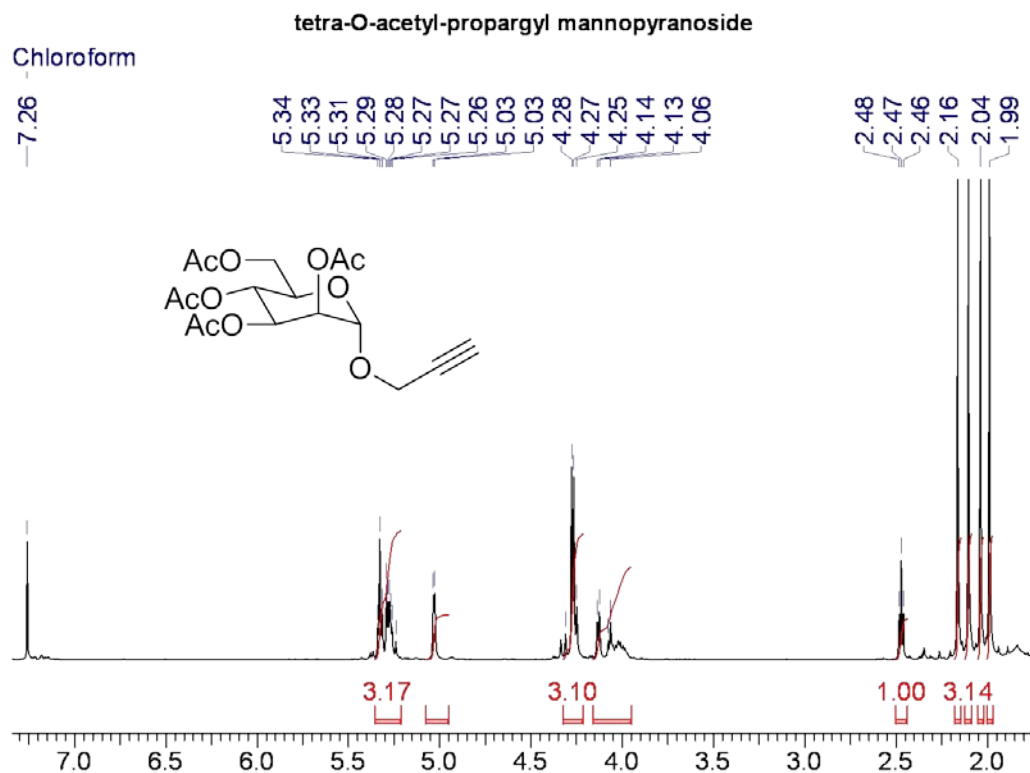 tetra-O-acetyl-propargyl mannopyranoside
Chloroform
7.26
5.34
5.33
5.31
5.29
5.28
5.27
5.27
5.26
5.03
5.03
4.28
4.27
4.25
4.14
4.13
4.06
2.48
2.47
2.46
2.16
2.04
1.99
AcO
OAc
O
AcO
AcO
O
3.17 3.10 1.00 3.14
7.0 6.5 6.0 5.5 5.0 4.5 4.0 3.5 3.0 2.5 2.0